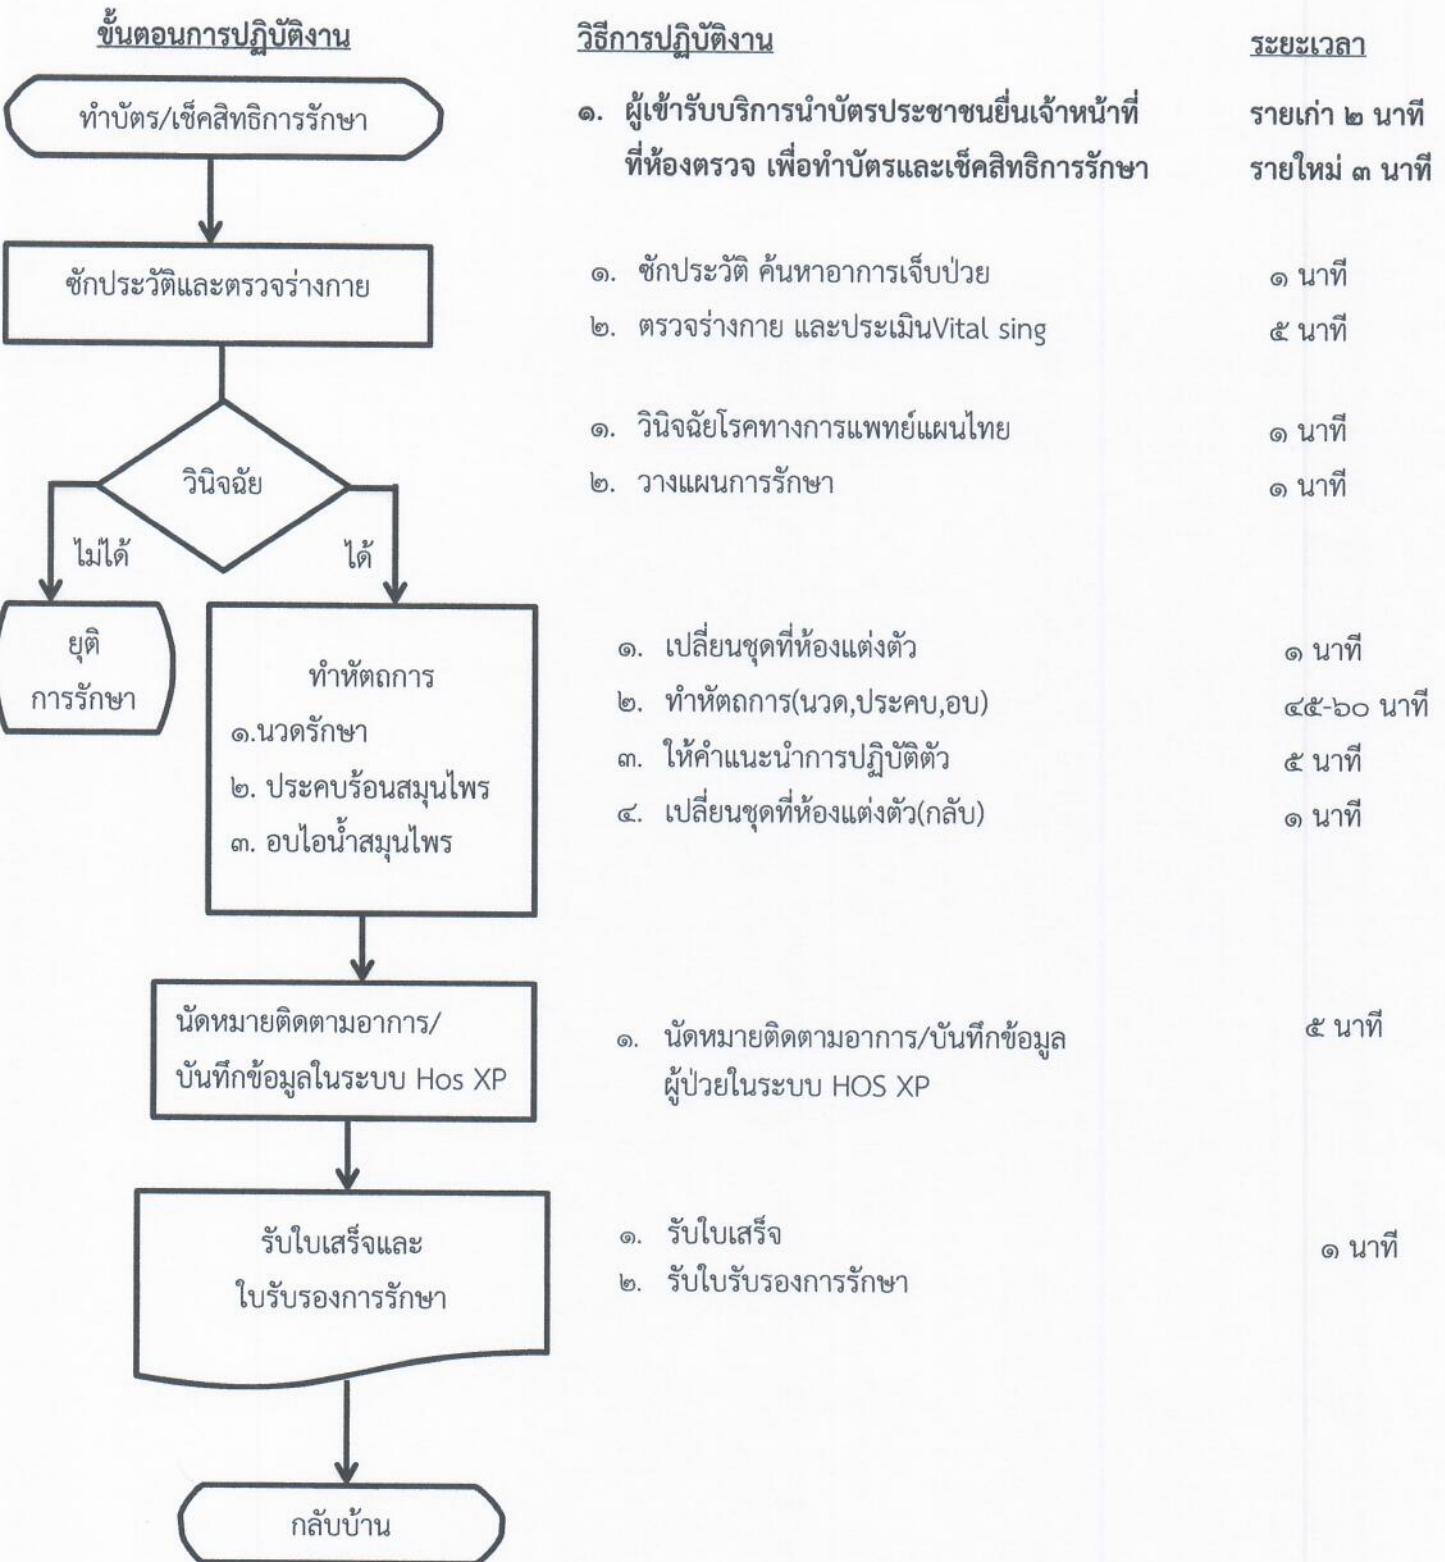 ขั้นตอนการปฏิบัติงาน วิธีการปฏิบัติงาน ระยะเวลา
ทำบัตร/เช็คสิทธิการรักษา
๑. ผู้เข้ารับบริการนำบัตรประชาชนยื่นเจ้าหน้าที่ รายเก่า ๒ นาที
ที่ห้องตรวจ เพื่อทำบัตรและเช็คสิทธิการรักษา รายใหม่ ๓ นาที
ซักประวัติและตรวจร่างกาย
๑. ซักประวัติ ค้นหาอาการเจ็บป่วย ๑ นาที
๒. ตรวจร่างกาย และประเมินVital sing ๕ นาที
วินิจฉัย
๑. วินิจฉัยโรคทางการแพทย์แผนไทย ๑ นาที
๒. วางแผนการรักษา ๑ นาที
ไม่ได้ ได้
ยุติ
การรักษา
ทำหัตถการ
๑.นวดรักษา
๒. ประคบร้อนสมุนไพร
๓. อบไอน้ำสมุนไพร
๑. เปลี่ยนชุดที่ห้องแต่งตัว ๑ นาที
๒. ทำหัตถการ(นวด,ประคบ,อบ) ๔๕-๖๐ นาที
๓. ให้คำแนะนำการปฏิบัติตัว ๕ นาที
๔. เปลี่ยนชุดที่ห้องแต่งตัว(กลับ) ๑ นาที
นัดหมายติดตามอาการ/
บันทึกข้อมูลในระบบ Hos XP
๑. นัดหมายติดตามอาการ/บันทึกข้อมูล ๕ นาที
ผู้ป่วยในระบบ HOS XP
รับใบเสร็จและ
ใบรับรองการรักษา
๑. รับใบเสร็จ ๑ นาที
๒. รับใบรับรองการรักษา
กลับบ้าน